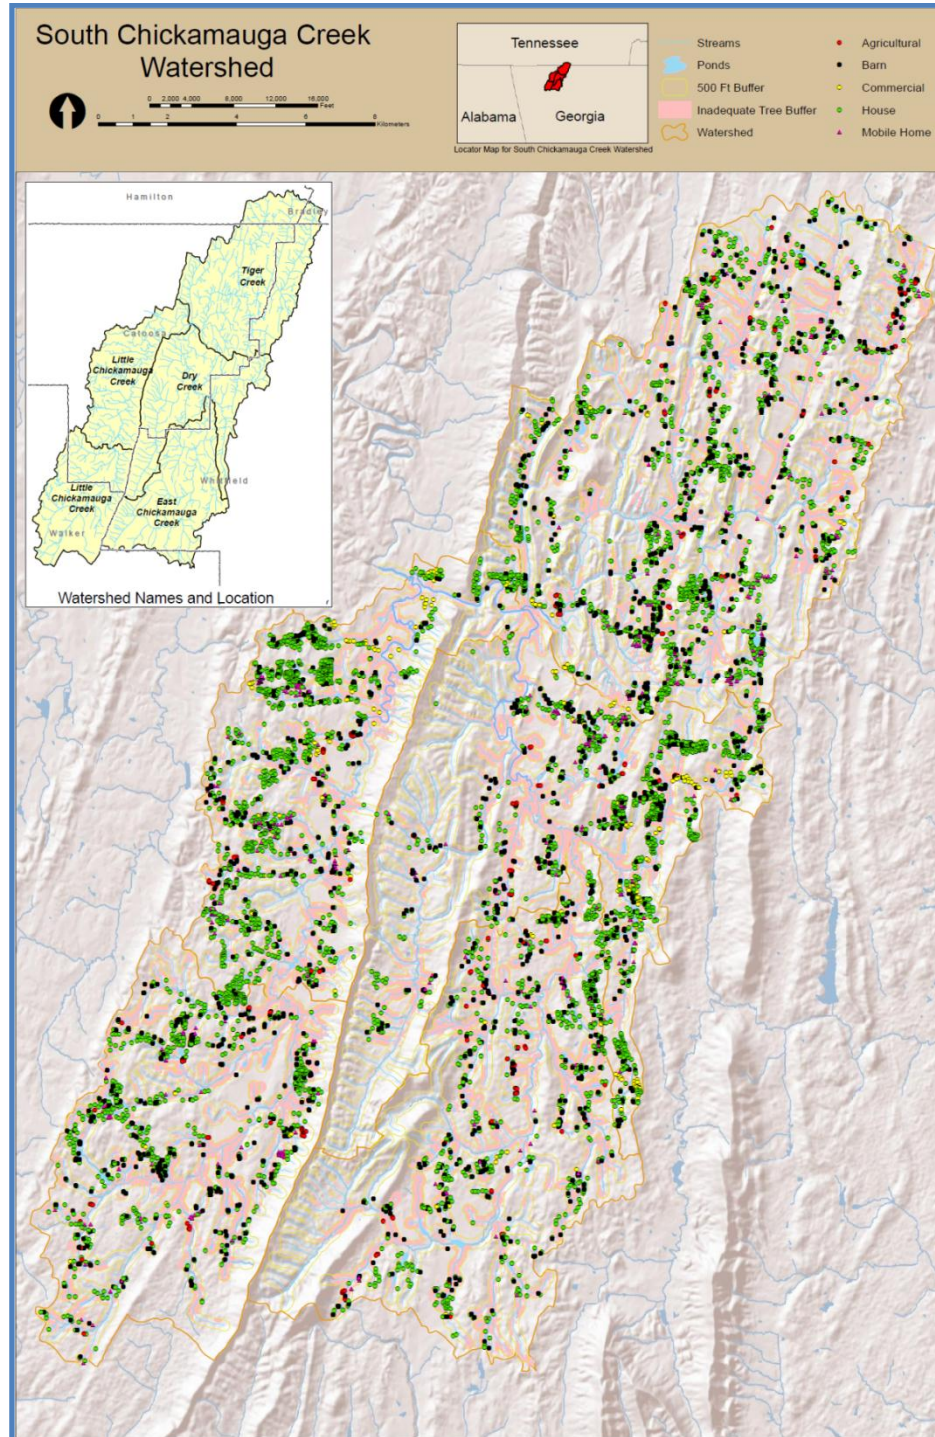 South Chickamauga Creek
Watershed
0 2,000 4,000 8,000 12,000 16,000
Feet
0 1 2 4 6 8
Kilometers
Tennessee
Alabama
Georgia
Locator Map for South Chickamauga Creek Watershed
Streams
Ponds
500 Ft Buffer
Inadequate Tree Buffer
Watershed
Agricultural
Barn
Commercial
House
Mobile Home
Hamilton
Bradley
Tiger
Creek
Catoosa
Little
Chickamauga
Creek
Dry
Creek
Whitfield
Little
Chickamauga
Creek
East
Chickamauga
Creek
Walker
Watershed Names and Location